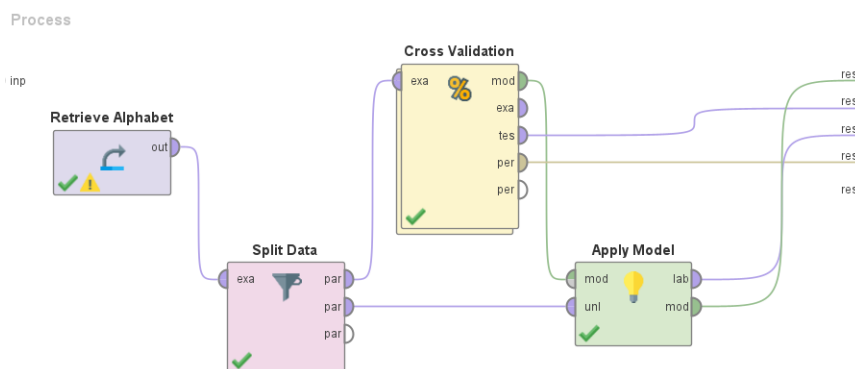 Process
inp
Retrieve Alphabet
out
Split Data
exa
par
par
par
Cross Validation
exa
mod
exa
tes
per
per
Apply Model
mod
unl
lab
mod
res
res
res
res
res